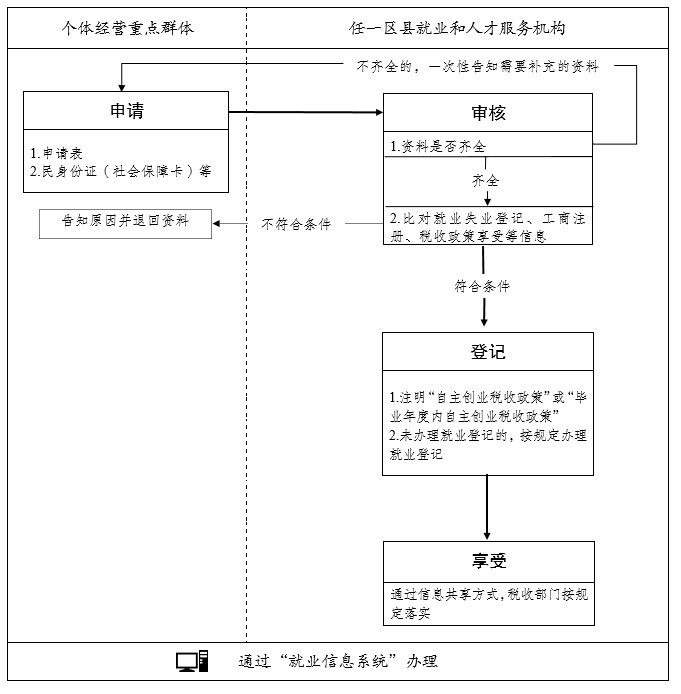 个体经营重点群体
任一区县就业和人才服务机构
不齐全的，一次性告知需要补充的资料
申请
1.申请表
2.民身份证（社会保障卡）等
审核
1.资料是否齐全
齐全
2.比对就业失业登记、工商注
册、税收政策享受等信息
不符合条件
告知原因并退回资料
符合条件
登记
1.注明“自主创业税收政策”或“毕
业年度内自主创业税收政策”
2.未办理就业登记的，按规定办理
就业登记
享受
通过信息共享方式，税收部门按规
定落实
通过“就业信息系统”办理